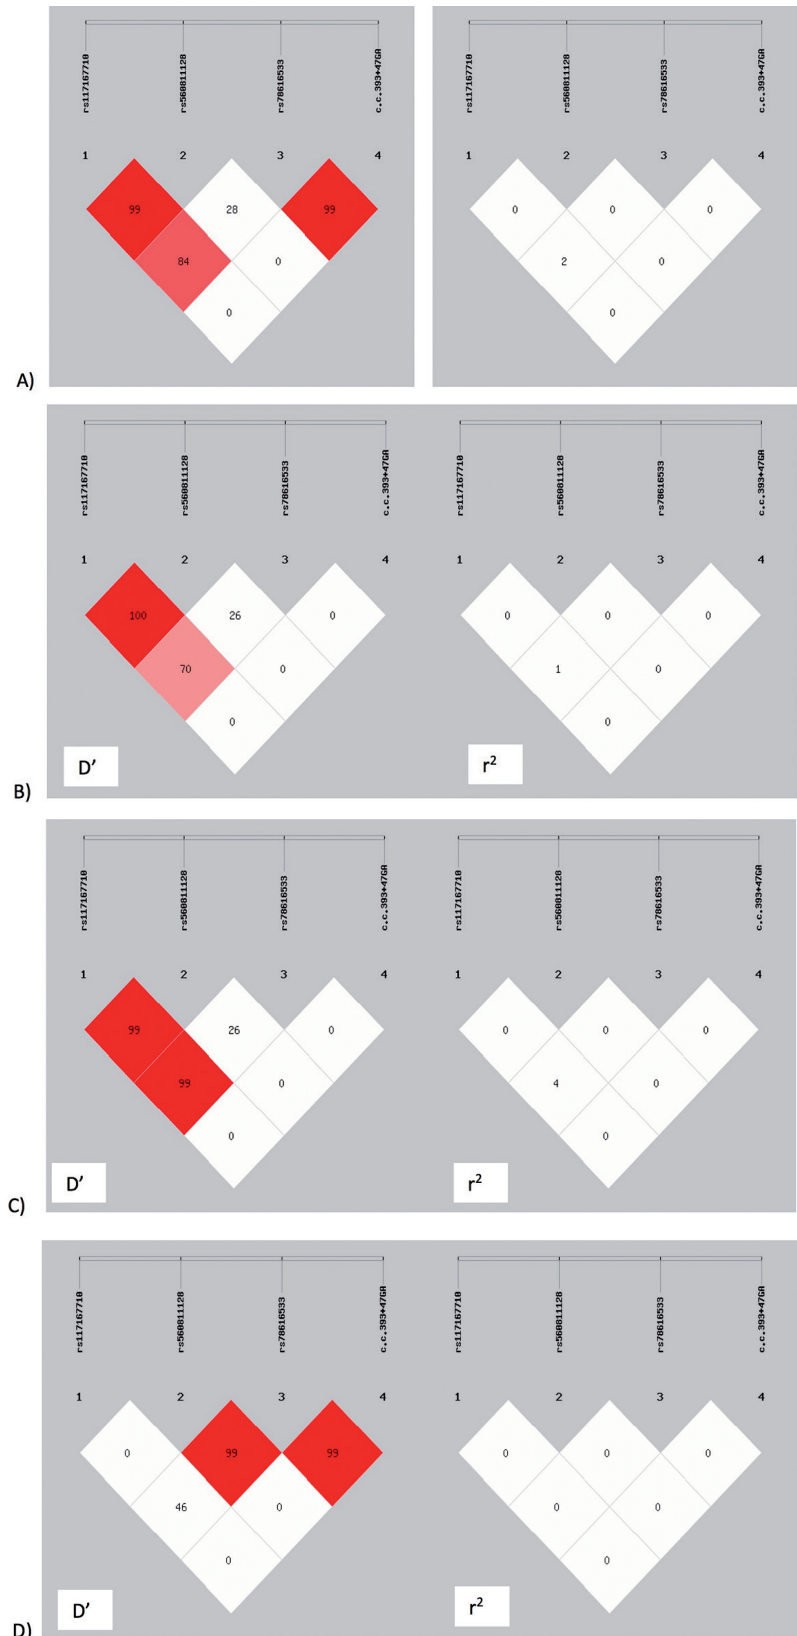 rs117167710 rs560811128 rs78616533 c.c.393+47GA rs117167710 rs560811128 rs78616533 c.c.393+47GA
1 2 3 4 1 2 3 4
99 28 99 0 0 0
84 0 2 0
0 0
A)
rs117167710 rs560811128 rs78616533 c.c.393+47GA rs117167710 rs560811128 rs78616533 c.c.393+47GA
1 2 3 4 1 2 3 4
100 26 0 0 0 0
70 0 1 0
0 0
D’ r²
B)
rs117167710 rs560811128 rs78616533 c.c.393+47GA rs117167710 rs560811128 rs78616533 c.c.393+47GA
1 2 3 4 1 2 3 4
99 26 0 0 0 0
99 0 4 0
0 0
D’ r²
C)
rs117167710 rs560811128 rs78616533 c.c.393+47GA rs117167710 rs560811128 rs78616533 c.c.393+47GA
1 2 3 4 1 2 3 4
0 99 99 0 0 0
46 0 0 0
0 0
D’ r²
D)